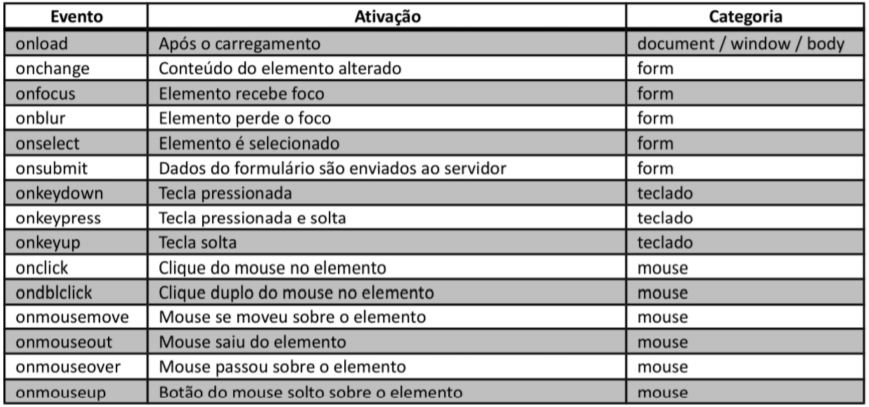 Evento Ativação Categoria
onload Após o carregamento document / window / body
onchange Conteúdo do elemento alterado form
onfocus Elemento recebe foco form
onblur Elemento perde o foco form
onselect Elemento é selecionado form
onsubmit Dados do formulário são enviados ao servidor form
onkeydown Tecla pressionada teclado
onkeypress Tecla pressionada e solta teclado
onkeyup Tecla solta teclado
onclick Clique do mouse no elemento mouse
ondblclick Clique duplo do mouse no elemento mouse
onmousemove Mouse se moveu sobre o elemento mouse
onmouseout Mouse saiu do elemento mouse
onmouseover Mouse passou sobre o elemento mouse
onmouseup Botão do mouse solto sobre o elemento mouse